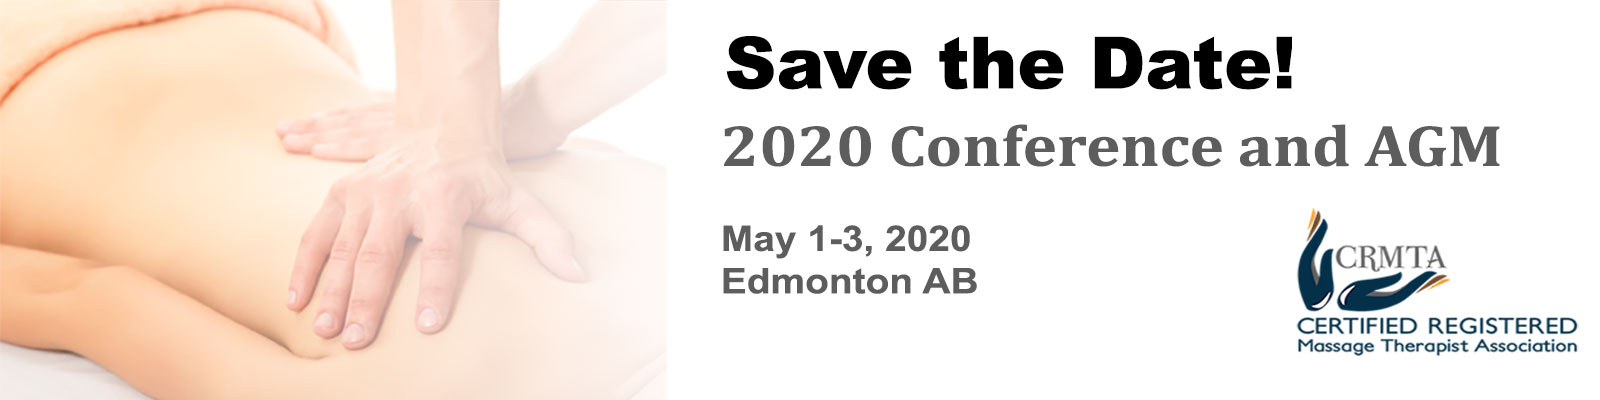 Save the Date!
2020 Conference and AGM
May 1-3, 2020
Edmonton AB
CRMTA
CERTIFIED REGISTERED
Massage Therapist Association